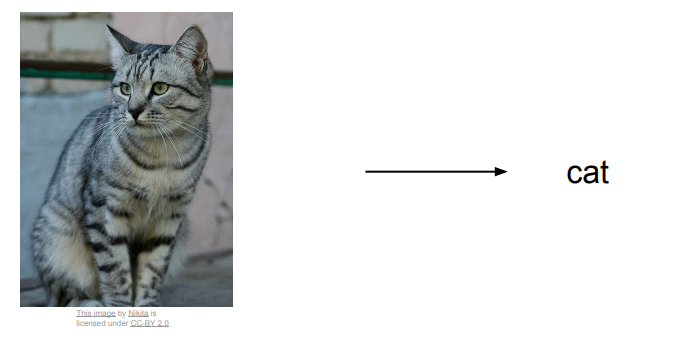 cat
This image by Nikita is
licensed under CC-BY 2.0